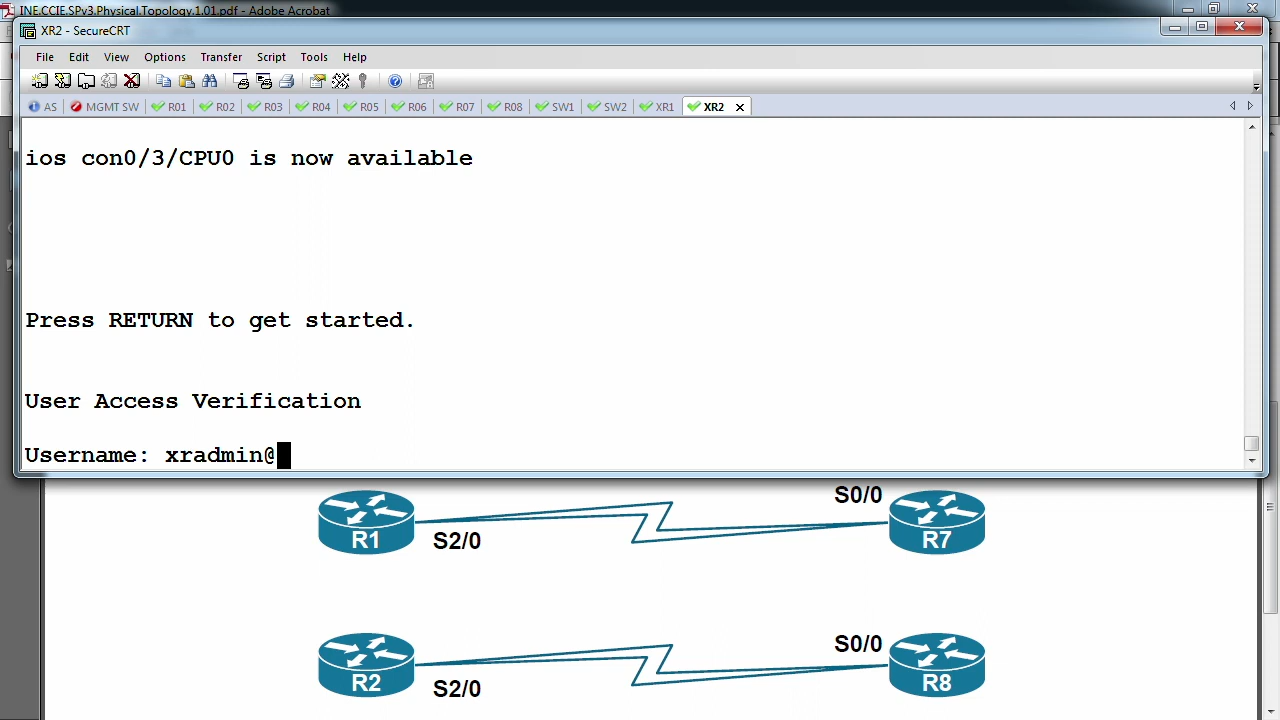 INE.CCIE.SPv3.Physical.Topology.1.01.pdf - Adobe Acrobat
XR2 - SecureCRT
File Edit View Options Transfer Script Tools Help
AS MGMT SW R01 R02 R03 R04 R05 R06 R07 R08 SW1 SW2 XR1 XR2
ios con0/3/CPU0 is now available
Press RETURN to get started.
User Access Verification
Username: xradmin@
R1 S2/0 S0/0 R7
R2 S2/0 S0/0 R8